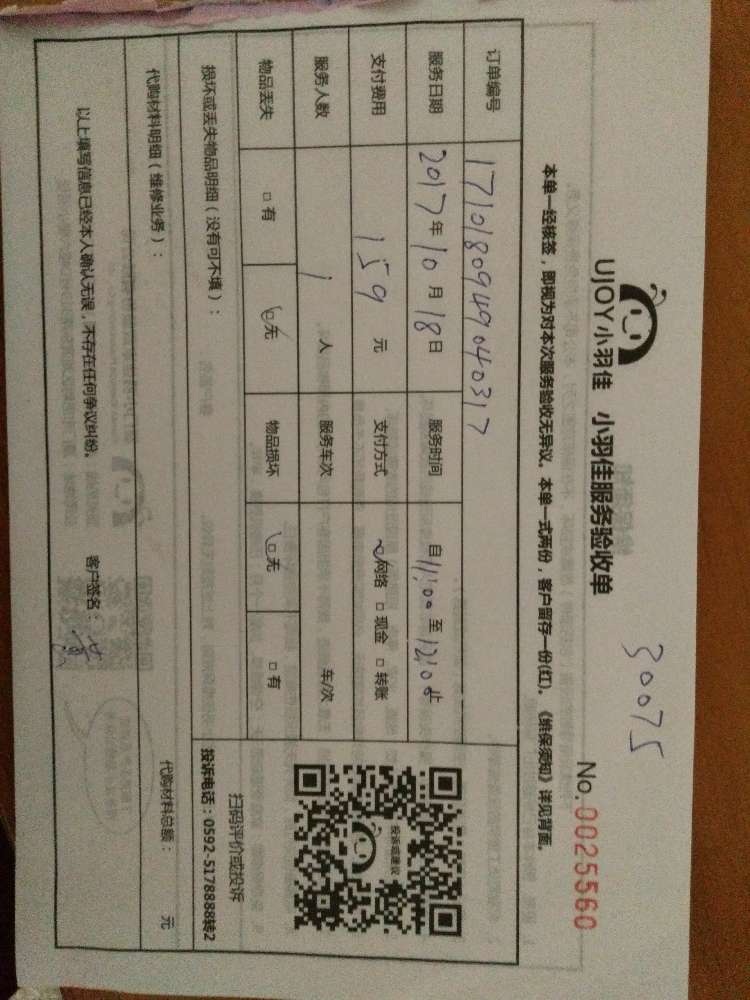 30075
UJOY小羽佳 小羽佳服务验收单
No.0025560
本单一经核签，即视为对本次服务验收无异议。本单一式两份，客户留存一份(红)。《维保须知》详见背面。
订单编号 1710180949040317
服务日期 2017年10月18日 服务时间 自11:00至12:10止
支付费用 159元 支付方式 网络 □现金 □转账
服务人数 1人 服务车次 车/次
物品丢失 □有 无 物品损坏 无 □有
投诉或建议
扫码评价或投诉
投诉电话：0592-5178888转2
损坏或丢失物品明细（没有可不填）：
代购材料明细（维修业务）： 代购材料总额： 元
以上填写信息已经本人确认无误，不存在任何争议纠纷。 客户签名：黄